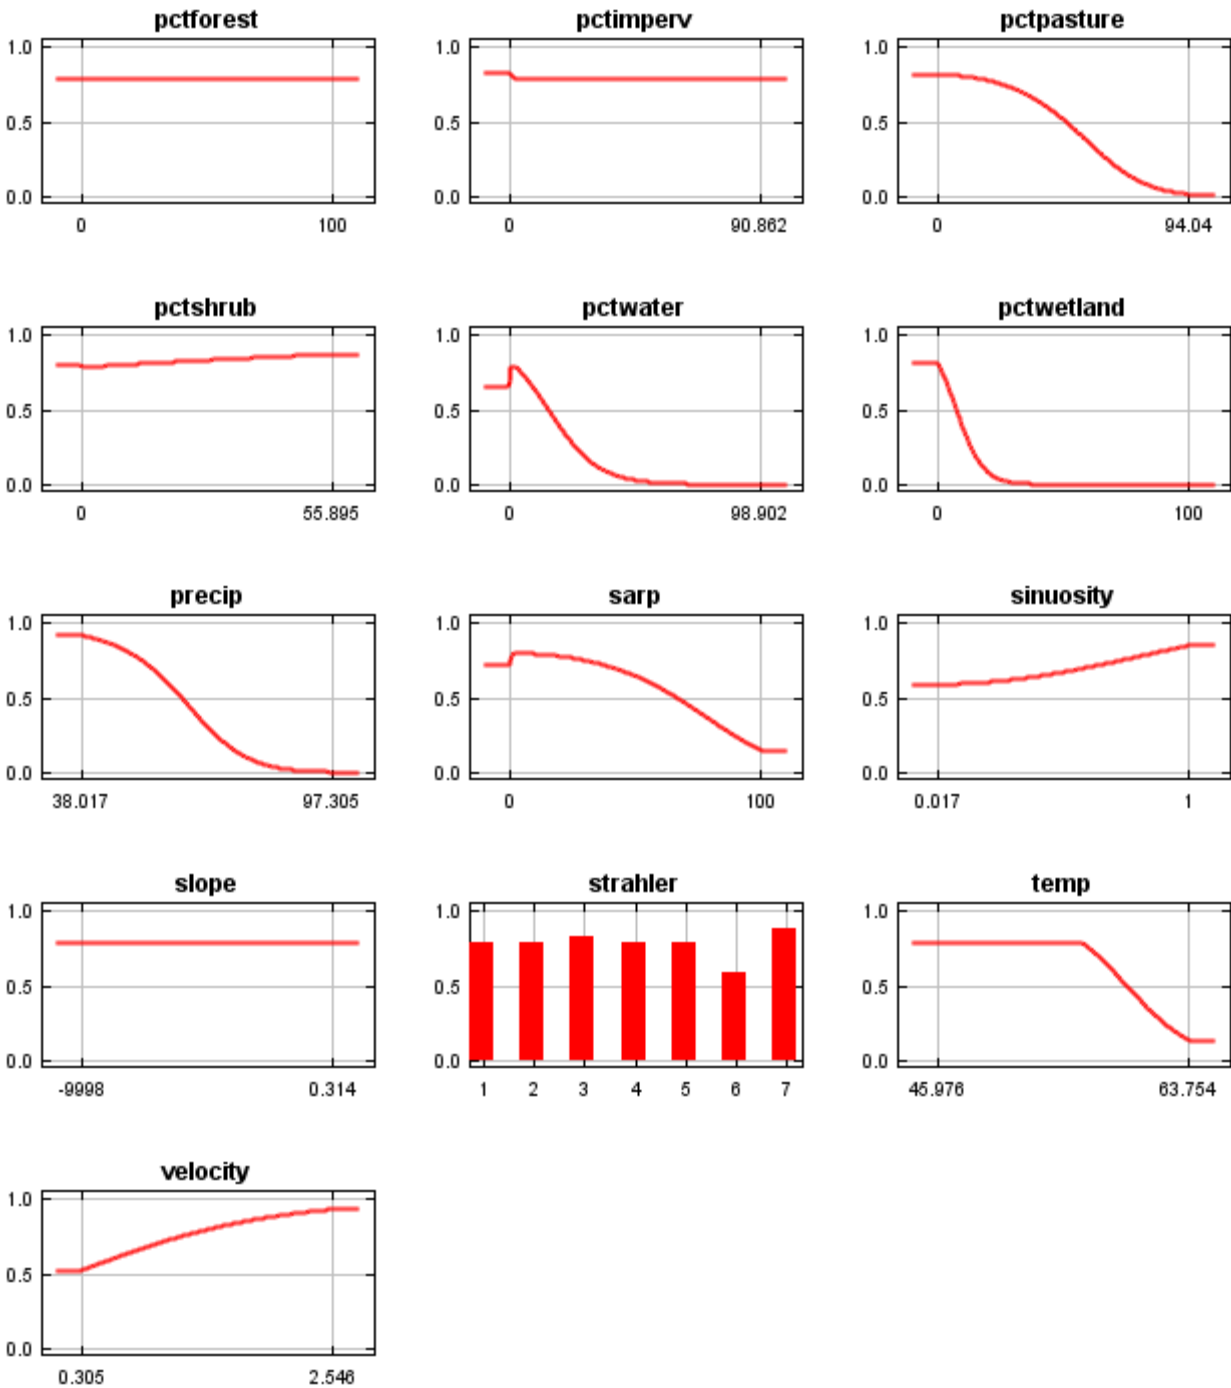 pctforest pctimperv pctpasture
1.0 1.0 1.0
0.5 0.5 0.5
0.0 0.0 0.0
0 100 0 90.862 0 94.04
pctshrub pctwater pctwetland
1.0 1.0 1.0
0.5 0.5 0.5
0.0 0.0 0.0
0 55.895 0 98.902 0 100
precip sarp sinuosity
1.0 1.0 1.0
0.5 0.5 0.5
0.0 0.0 0.0
38.017 97.305 0 100 0.017 1
slope strahler temp
1.0 1.0 1.0
0.5 0.5 0.5
0.0 0.0 0.0
-9998 0.314 1 2 3 4 5 6 7 45.976 63.754
velocity
1.0
0.5
0.0
0.305 2.546